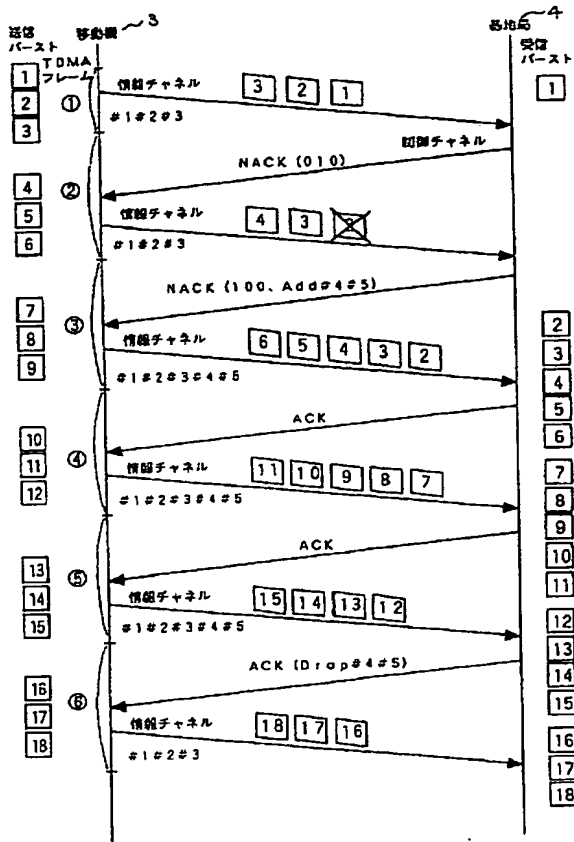 送信
バースト
移動機
3
基地局
4
受信
バースト
TDMA
フレーム
1
2
3
①
情報チャネル
3 2 1
#1#2#3
1
制御チャネル
NACK (010)
4
5
6
②
情報チャネル
4 3 2
#1#2#3
NACK (100、Add#4#5)
7
8
9
③
情報チャネル
6 5 4 3 2
#1#2#3#4#5
2
3
4
5
6
ACK
10
11
12
④
情報チャネル
11 10 9 8 7
#1#2#3#4#5
7
8
9
10
11
ACK
13
14
15
⑤
情報チャネル
15 14 13 12
#1#2#3#4#5
12
13
14
15
ACK (Drop#4#5)
16
17
18
⑥
情報チャネル
18 17 16
#1#2#3
16
17
18